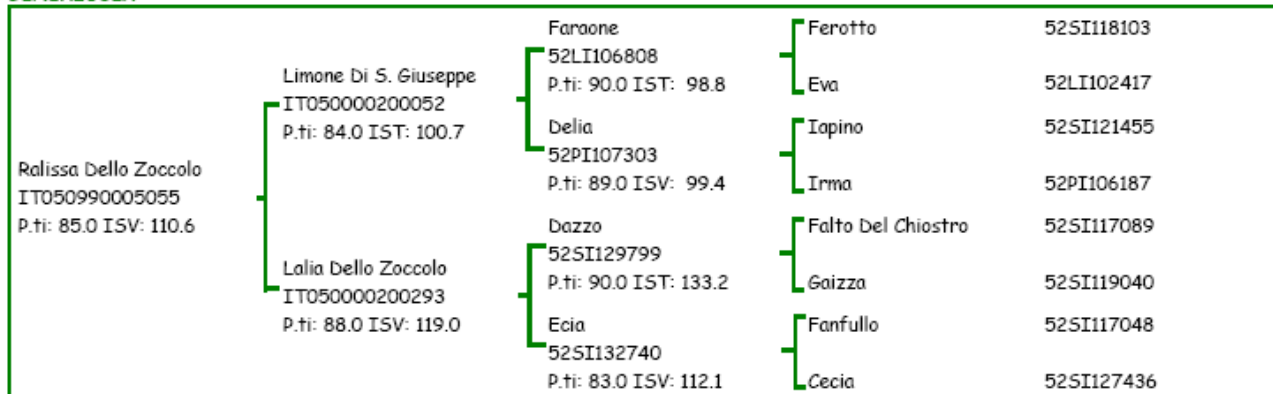 Ralissa Dello Zoccolo
IT050990005055
P.ti: 85.0 ISV: 110.6
Limone Di S. Giuseppe
IT050000200052
P.ti: 84.0 IST: 100.7
Lalia Dello Zoccolo
IT050000200293
P.ti: 88.0 ISV: 119.0
Faraone
52LI106808
P.ti: 90.0 IST: 98.8
Delia
52PI107303
P.ti: 89.0 ISV: 99.4
Dazzo
52SI129799
P.ti: 90.0 IST: 133.2
Ecia
52SI132740
P.ti: 83.0 ISV: 112.1
Ferotto 52SI118103
Eva 52LI102417
Iapino 52SI121455
Irma 52PI106187
Falto Del Chiostro 52SI117089
Gaizza 52SI119040
Fanfullo 52SI117048
Cecia 52SI127436